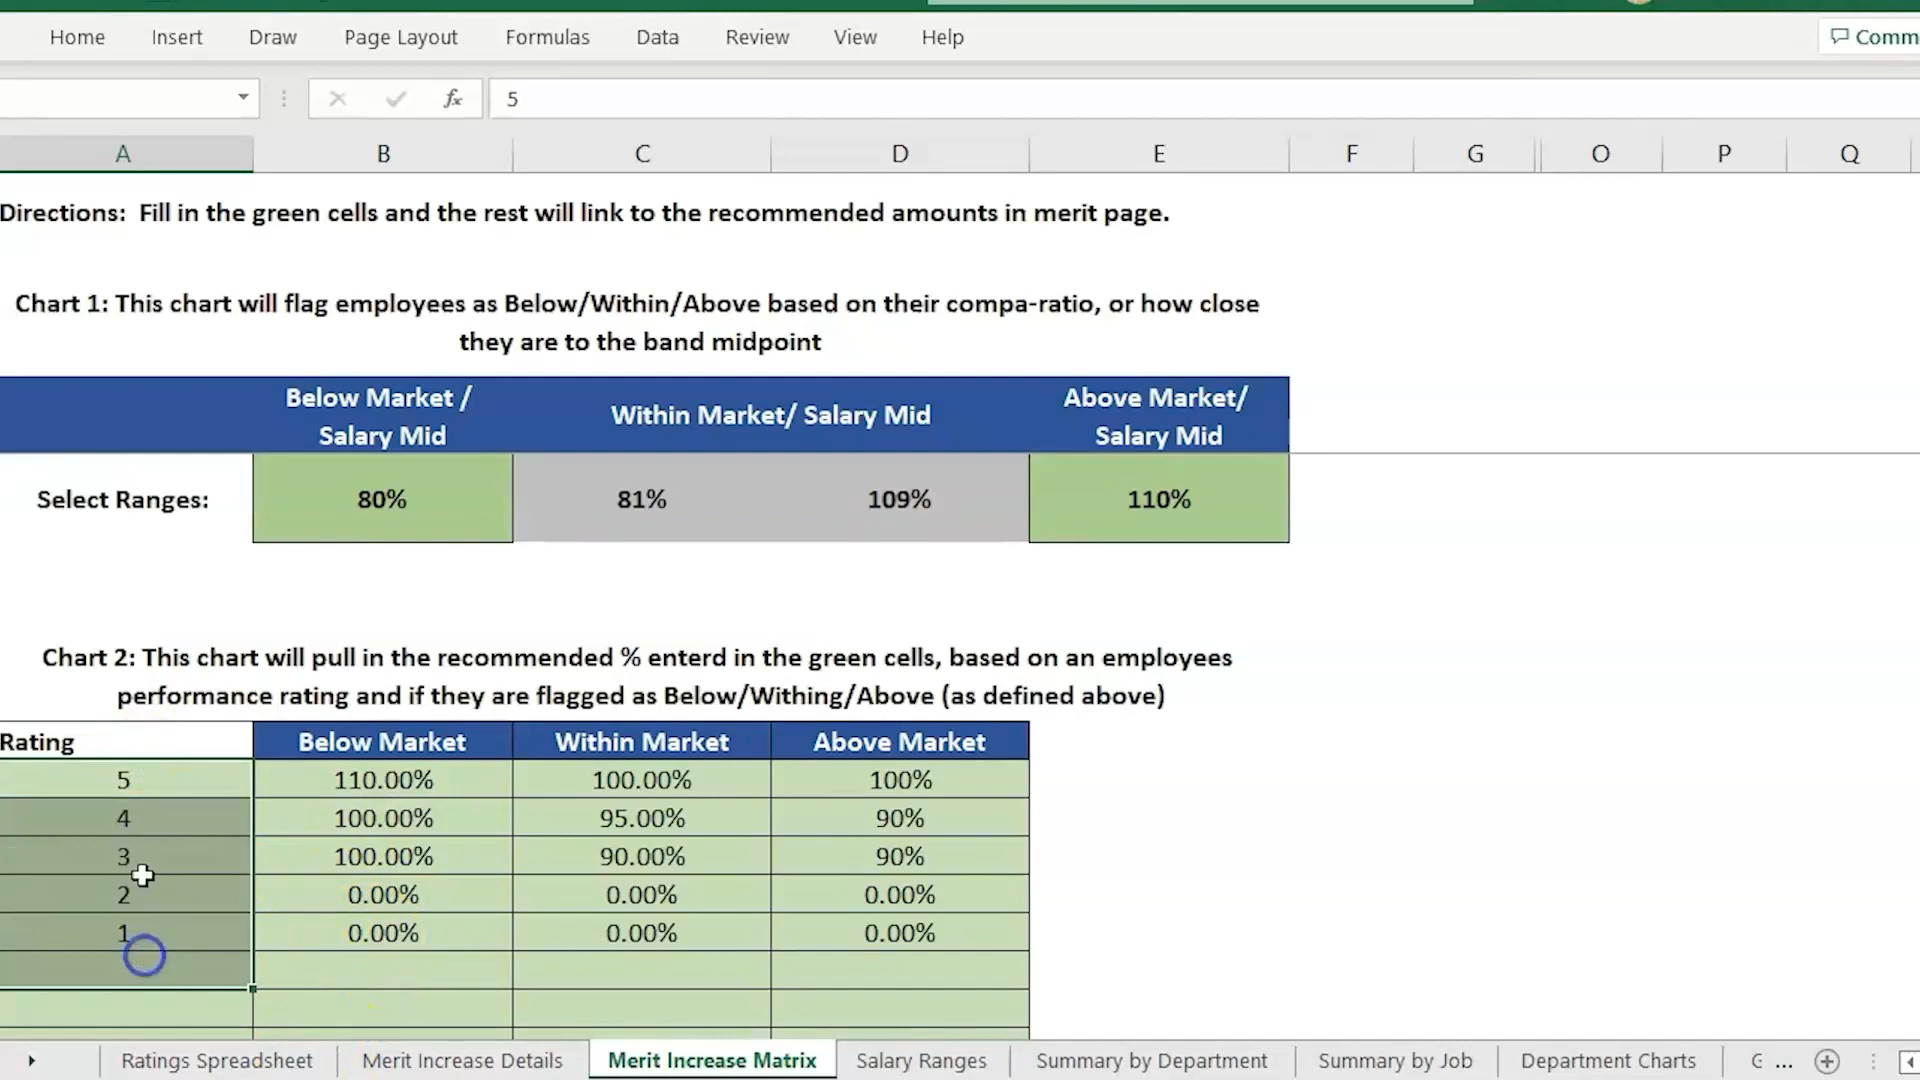 Home Insert Draw Page Layout Formulas Data Review View Help Comm
fx 5
A B C D E F G O P Q
Directions: Fill in the green cells and the rest will link to the recommended amounts in merit page.
Chart 1: This chart will flag employees as Below/Within/Above based on their compa-ratio, or how close
they are to the band midpoint
Below Market /
Salary Mid
Within Market/ Salary Mid
Above Market/
Salary Mid
Select Ranges: 80% 81% 109% 110%
Chart 2: This chart will pull in the recommended % enterd in the green cells, based on an employees
performance rating and if they are flagged as Below/Withing/Above (as defined above)
Rating Below Market Within Market Above Market
5 110.00% 100.00% 100%
4 100.00% 95.00% 90%
3 100.00% 90.00% 90%
2 0.00% 0.00% 0.00%
1 0.00% 0.00% 0.00%
Ratings Spreadsheet Merit Increase Details Merit Increase Matrix Salary Ranges Summary by Department Summary by Job Department Charts ...